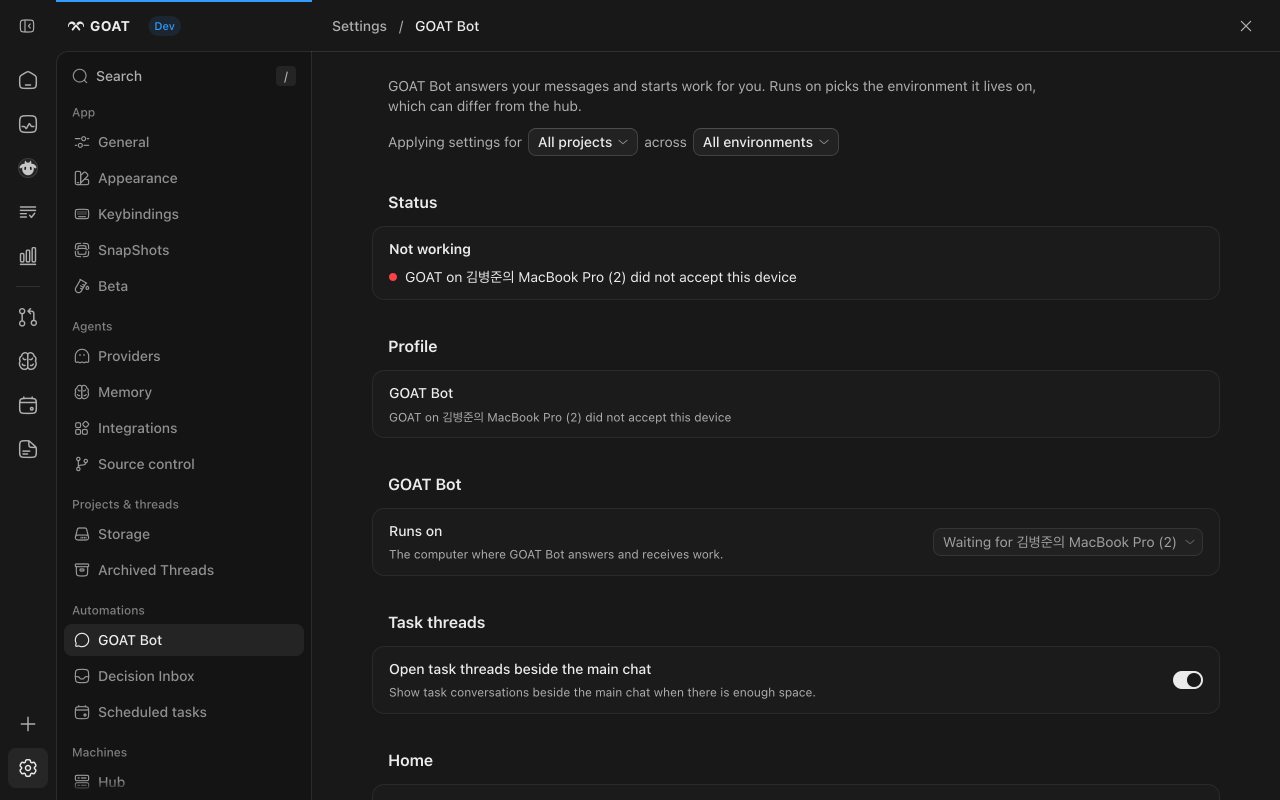 GOAT
Dev
Settings / GOAT Bot
Search
/
App
General
Appearance
Keybindings
SnapShots
Beta
Agents
Providers
Memory
Integrations
Source control
Projects & threads
Storage
Archived Threads
Automations
GOAT Bot
Decision Inbox
Scheduled tasks
Machines
Hub
GOAT Bot answers your messages and starts work for you. Runs on picks the environment it lives on,
which can differ from the hub.
Applying settings for All projects across All environments
Status
Not working
GOAT on 김병준의 MacBook Pro (2) did not accept this device
Profile
GOAT Bot
GOAT on 김병준의 MacBook Pro (2) did not accept this device
GOAT Bot
Runs on
The computer where GOAT Bot answers and receives work.
Waiting for 김병준의 MacBook Pro (2)
Task threads
Open task threads beside the main chat
Show task conversations beside the main chat when there is enough space.
Home